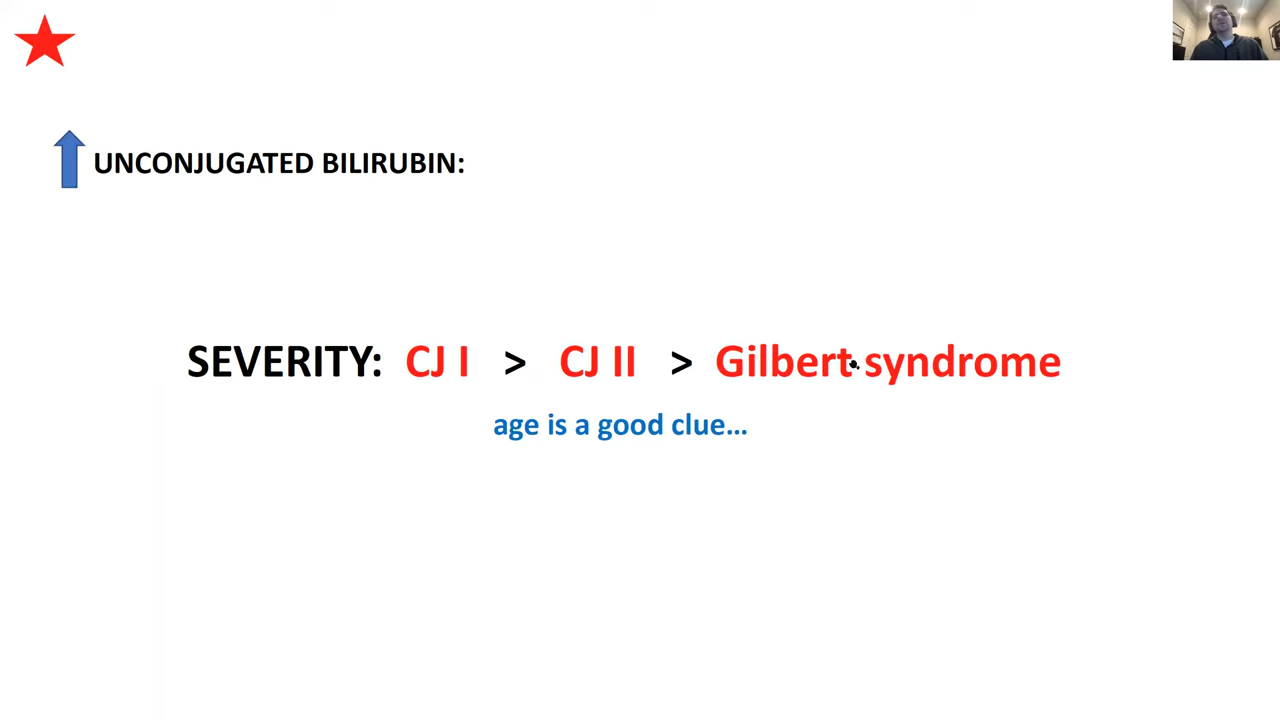 UNCONJUGATED BILIRUBIN:
SEVERITY: CJ I > CJ II > Gilbert syndrome
age is a good clue...